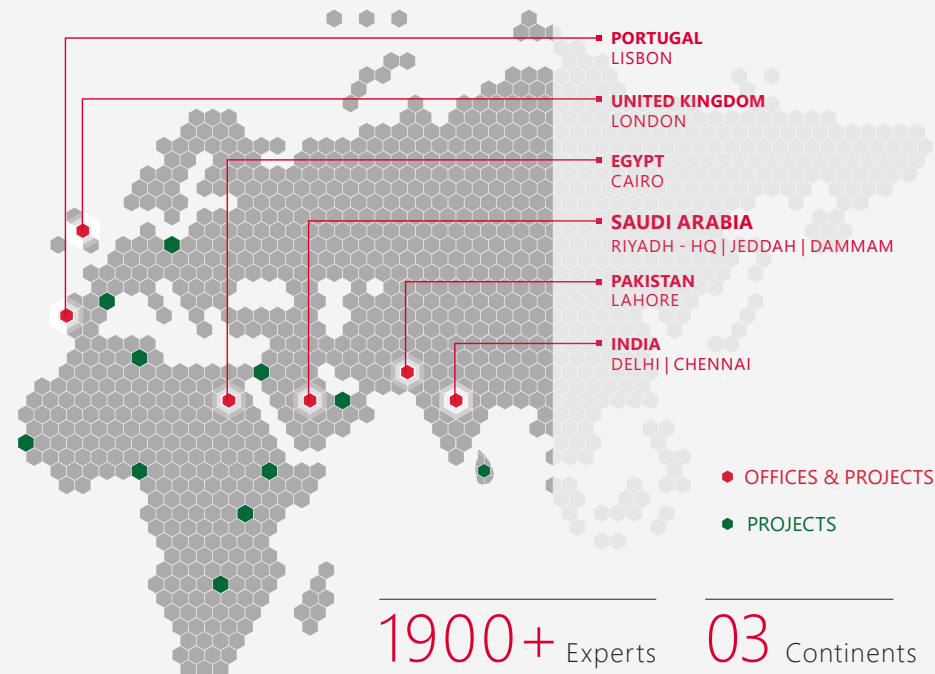 PORTUGAL
LISBON
UNITED KINGDOM
LONDON
EGYPT
CAIRO
SAUDI ARABIA
RIYADH - HQ | JEDDAH | DAMMAM
PAKISTAN
LAHORE
INDIA
DELHI | CHENNAI
OFFICES & PROJECTS
PROJECTS
1900+ Experts
03 Continents